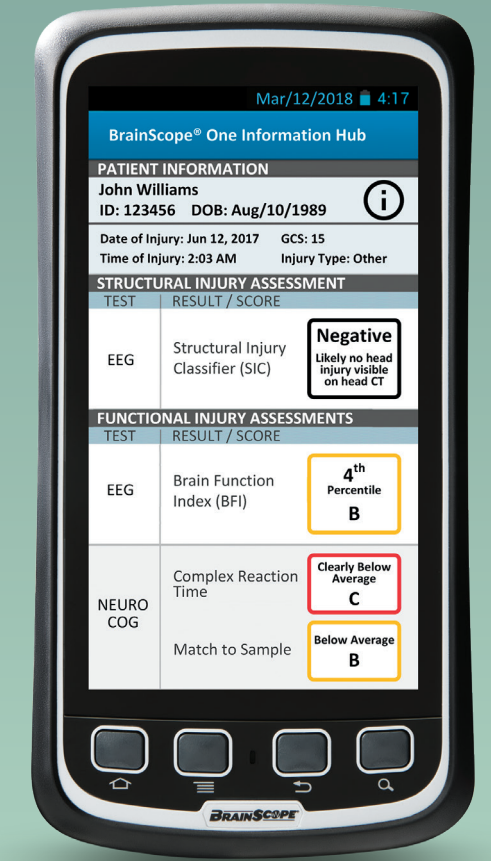 Mar/12/2018 4:17
BrainScope® One Information Hub
PATIENT INFORMATION
John Williams
ID: 123456 DOB: Aug/10/1989
i
Date of Injury: Jun 12, 2017 GCS: 15
Time of Injury: 2:03 AM Injury Type: Other
STRUCTURAL INJURY ASSESSMENT
TEST RESULT / SCORE
EEG
Structural Injury
Classifier (SIC)
Negative
Likely no head
injury visible
on head CT
FUNCTIONAL INJURY ASSESSMENTS
TEST RESULT / SCORE
EEG
Brain Function
Index (BFI)
4th
Percentile
B
NEURO
COG
Complex Reaction
Time
Clearly Below
Average
C
Match to Sample
Below Average
B
BRAINSCOPE